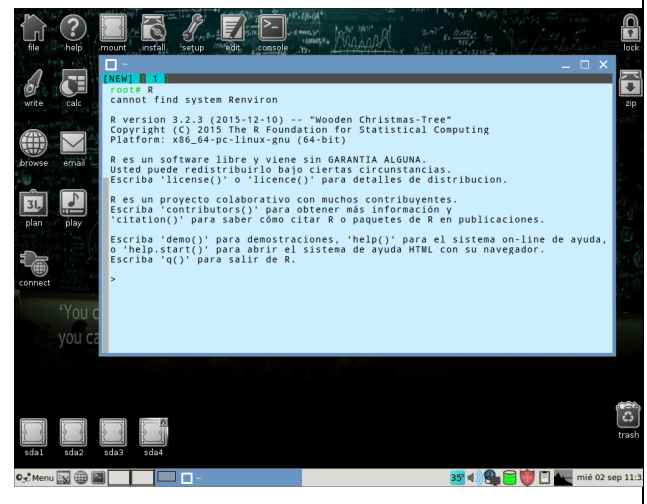 file help mount install setup edit console lock
[NEW] 1
root# R
cannot find system Renviron
R version 3.2.3 (2015-12-10) -- "Wooden Christmas-Tree"
Copyright (C) 2015 The R Foundation for Statistical Computing
Platform: x86_64-pc-linux-gnu (64-bit)
R es un software libre y viene sin GARANTIA ALGUNA.
Usted puede redistribuirlo bajo ciertas circunstancias.
Escriba 'license()' o 'licence()' para detalles de distribucion.
R es un proyecto colaborativo con muchos contribuyentes.
Escriba 'contributors()' para obtener más información y
'citation()' para saber cómo citar R o paquetes de R en publicaciones.
Escriba 'demo()' para demostraciones, 'help()' para el sistema on-line de ayuda,
o 'help.start()' para abrir el sistema de ayuda HTML con su navegador.
Escriba 'q()' para salir de R.
>
write calc zip
browse email
31
plan play
connect
'You
you
trash
sda1 sda2 sda3 sda4
Menu ~ 35° mié 02 sep 11:3